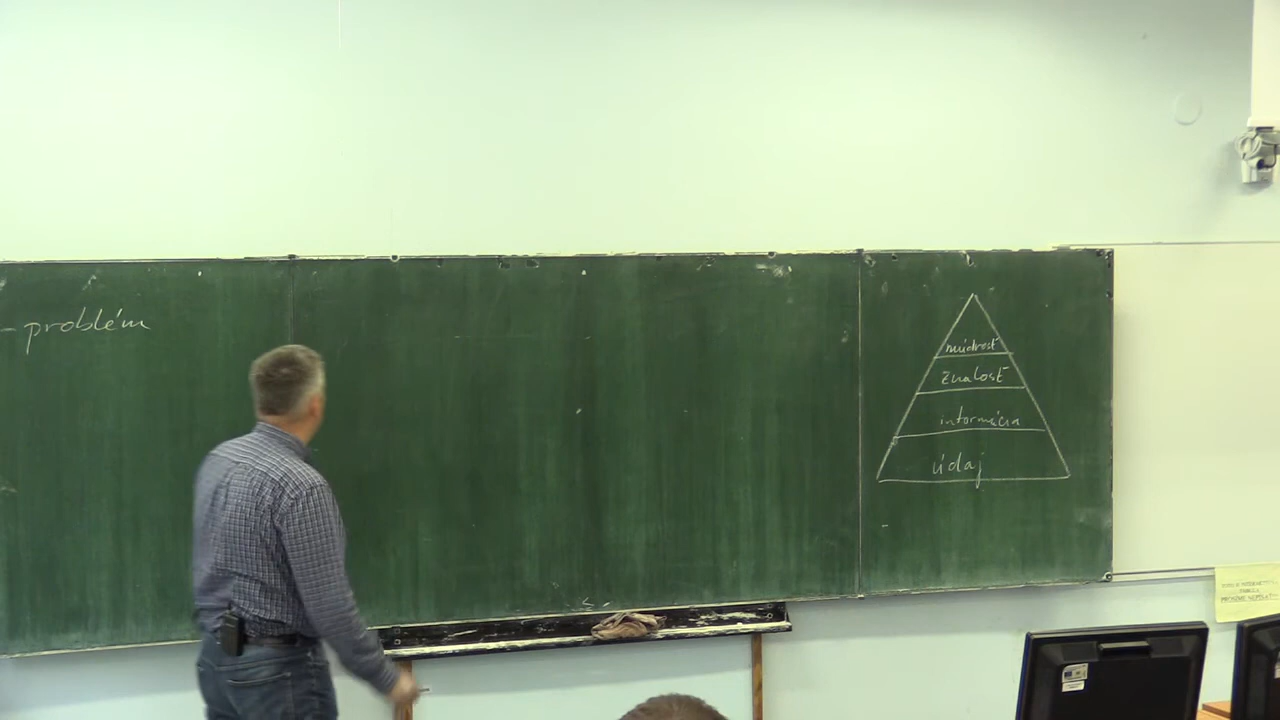 - problém
múdrosť
znalosť
informácia
údaj